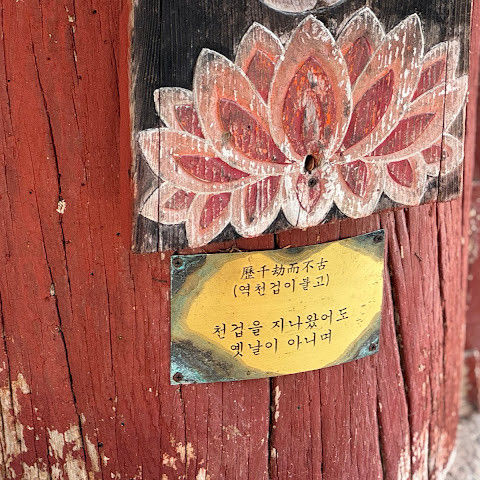 歷千劫而不古
(역천겁이불고)
천겁을 지나왔어도
옛날이 아니며